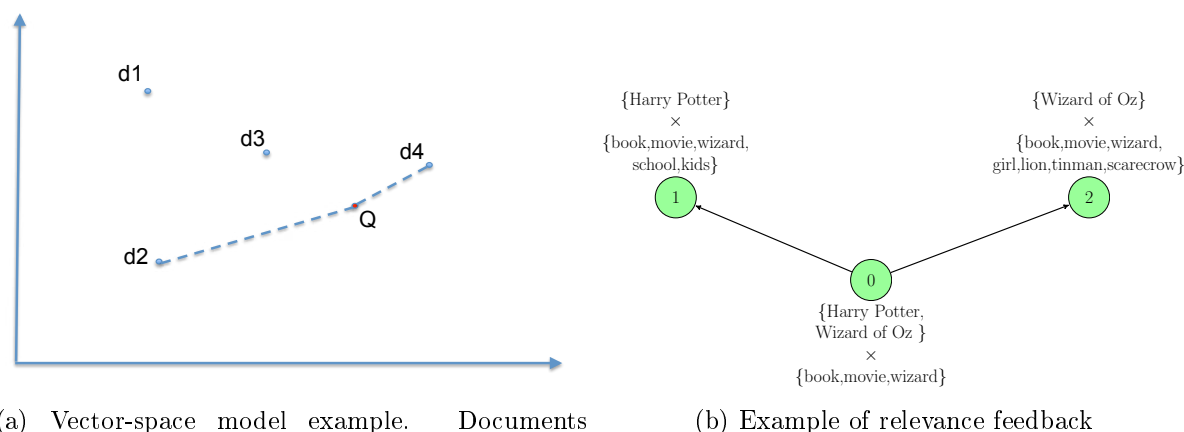 d1
d3
d4
Q
d2
{Harry Potter}
×
{book,movie,wizard,
school,kids}
1
{Wizard of Oz}
×
{book,movie,wizard,
girl,lion,tinman,scarecrow}
2
0
{Harry Potter,
Wizard of Oz }
×
{book,movie,wizard}
(a) Vector-space model example. Documents
(b) Example of relevance feedback